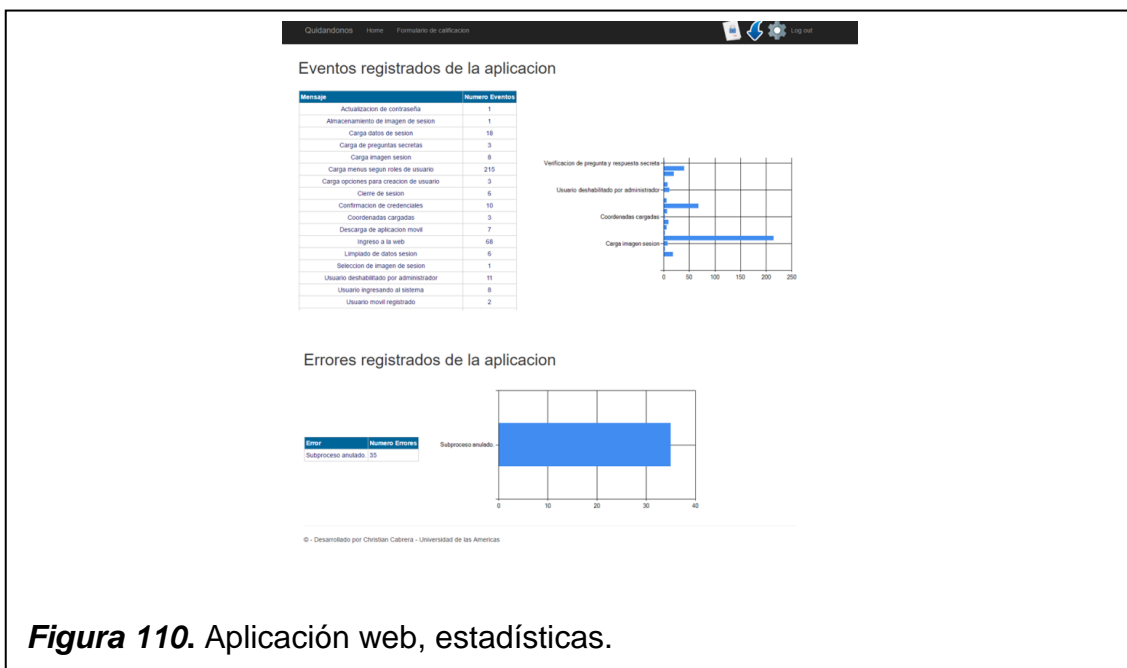 Quidandonos Home Formulario de calificacion Log out
Eventos registrados de la aplicacion
Mensaje Numero Eventos
Actualizacion de contraseña 1
Almacenamiento de imagen de sesion 1
Carga datos de sesion 18
Carga de preguntas secretas 3
Carga imagen sesion 8
Carga menus segun roles de usuario 215
Carga opciones para creacion de usuario 3
Cierre de sesion 6
Confirmacion de credenciales 10
Coordenadas cargadas 3
Descarga de aplicacion movil 7
Ingreso a la web 68
Limpiado de datos sesion 6
Seleccion de imagen de sesion 1
Usuario deshabilitado por administrador 11
Usuario ingresando al sistema 8
Usuario movil registrado 2
Verificacion de pregunta y respuesta secreta
Usuario deshabilitado por administrador
Coordenadas cargadas
Carga imagen sesion
0 50 100 150 200 250
Errores registrados de la aplicacion
Error Numero Errores
Subproceso anulado. 35
Subproceso anulado.
0 10 20 30 40
© - Desarrollado por Christian Cabrera - Universidad de las Americas
Figura 110. Aplicación web, estadísticas.